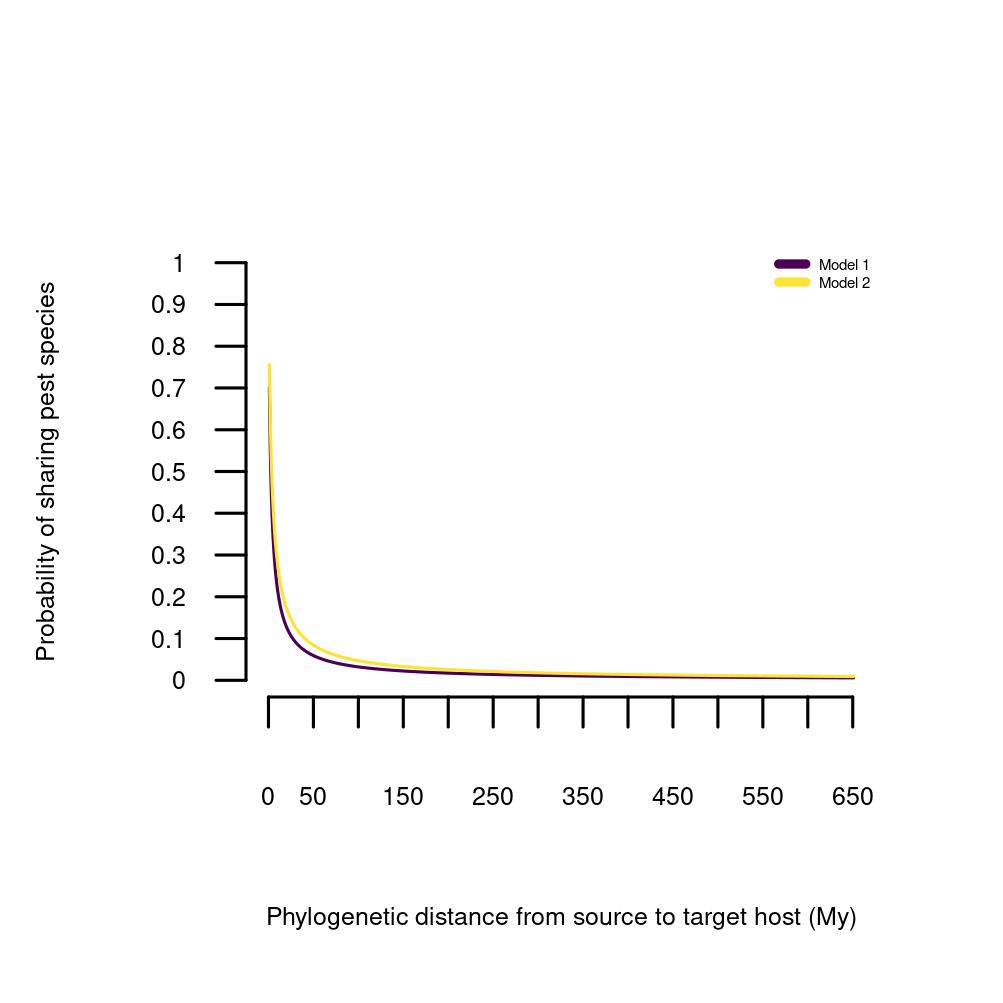 Model 1
Model 2
Probability of sharing pest species
1
0.9
0.8
0.7
0.6
0.5
0.4
0.3
0.2
0.1
0
0 50 150 250 350 450 550 650
Phylogenetic distance from source to target host (My)